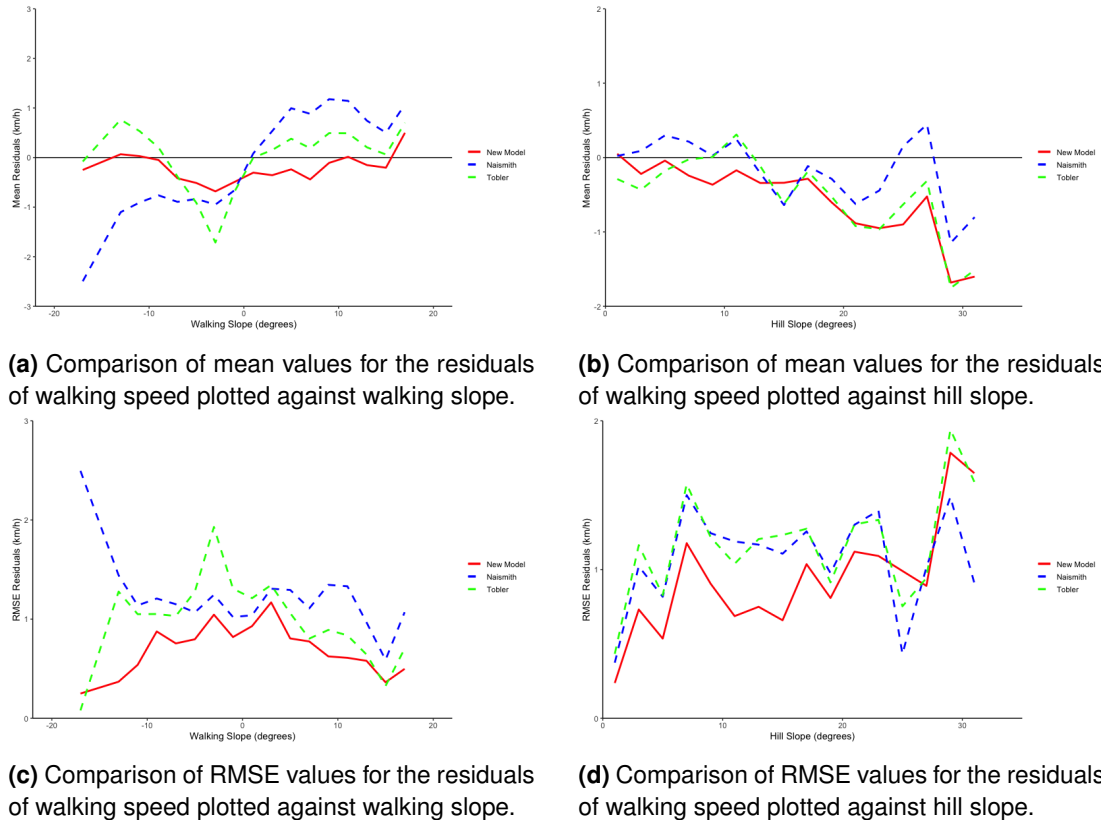 3
2
1
0
-1
-2
-3
Mean Residuals (km/h)
-20
-10
0
10
20
Walking Slope (degrees)
New Model
Naismith
Tobler
2
1
0
-1
-2
Mean Residuals (km/h)
0
10
20
30
Hill Slope (degrees)
New Model
Naismith
Tobler
(a) Comparison of mean values for the residuals
of walking speed plotted against walking slope.
(b) Comparison of mean values for the residuals
of walking speed plotted against hill slope.
3
2
1
0
RMSE Residuals (km/h)
-20
-10
0
10
20
Walking Slope (degrees)
New Model
Naismith
Tobler
2
1
0
RMSE Residuals (km/h)
0
10
20
30
Hill Slope (degrees)
New Model
Naismith
Tobler
(c) Comparison of RMSE values for the residuals
of walking speed plotted against walking slope.
(d) Comparison of RMSE values for the residuals
of walking speed plotted against hill slope.